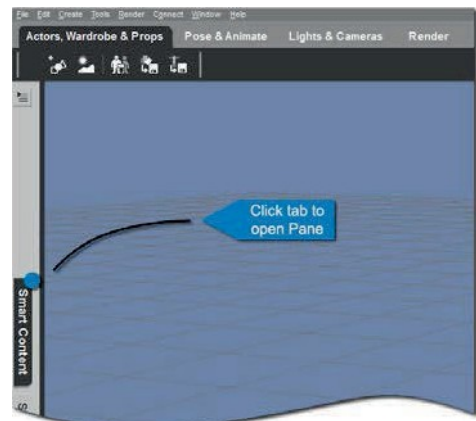 File Edit Create Tools Render Connect Window Help
Actors, Wardrobe & Props Pose & Animate Lights & Cameras Render
Click tab to
open Pane
Smart Content